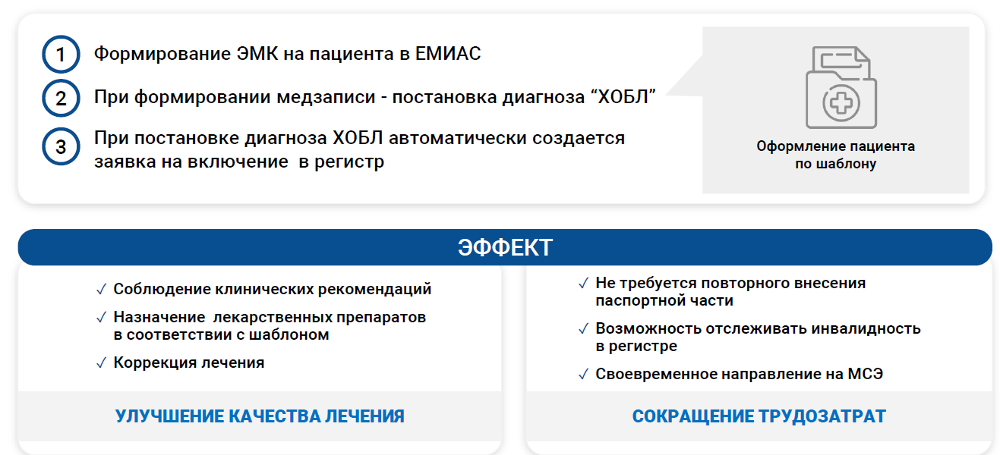 1 Формирование ЭМК на пациента в ЕМИАС
2 При формировании медзаписи - постановка диагноза “ХОБЛ”
3 При постановке диагноза ХОБЛ автоматически создается
заявка на включение в регистр
Оформление пациента
по шаблону
ЭФФЕКТ
✓ Соблюдение клинических рекомендаций
✓ Назначение лекарственных препаратов
в соответствии с шаблоном
✓ Коррекция лечения
УЛУЧШЕНИЕ КАЧЕСТВА ЛЕЧЕНИЯ
✓ Не требуется повторного внесения
паспортной части
✓ Возможность отслеживать инвалидность
в регистре
✓ Своевременное направление на МСЭ
СОКРАЩЕНИЕ ТРУДОЗАТРАТ